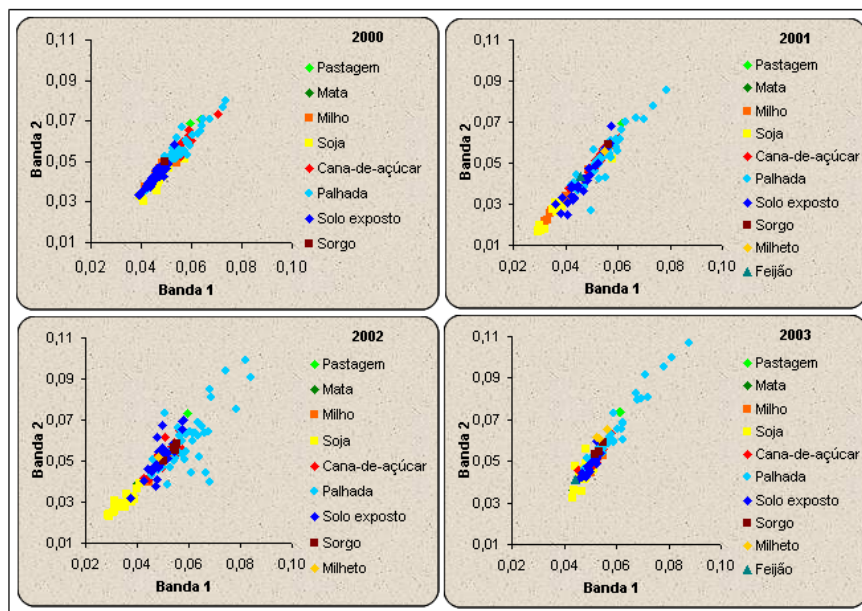 2000
0,11
0,09
0,07
0,05
0,03
0,01
Banda 2
0,02 0,04 0,06 0,08 0,10
Banda 1
Pastagem
Mata
Milho
Soja
Cana-de-açúcar
Palhada
Solo exposto
Sorgo
2001
0,11
0,09
0,07
0,05
0,03
0,01
Banda 2
0,02 0,04 0,06 0,08 0,10
Banda 1
Pastagem
Mata
Milho
Soja
Cana-de-açúcar
Palhada
Solo exposto
Sorgo
Milheto
Feijão
2002
0,11
0,09
0,07
0,05
0,03
0,01
Banda 2
0,02 0,04 0,06 0,08 0,10
Banda 1
Pastagem
Mata
Milho
Soja
Cana-de-açúcar
Palhada
Solo exposto
Sorgo
Milheto
2003
0,11
0,09
0,07
0,05
0,03
0,01
Banda 2
0,02 0,04 0,06 0,08 0,10
Banda 1
Pastagem
Mata
Milho
Soja
Cana-de-açúcar
Palhada
Solo exposto
Sorgo
Milheto
Feijão